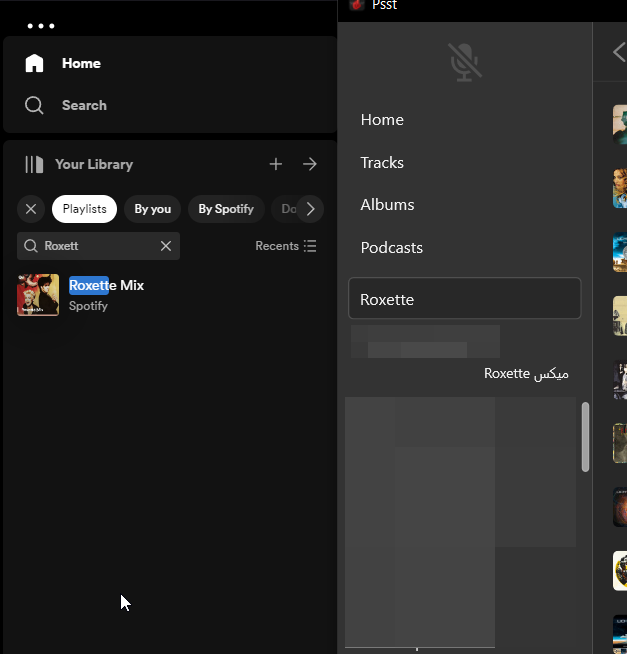 Home
Search
Your Library
Playlists
By you
By Spotify
Do
Roxett
Recents
Roxette Mix
Spotify
Psst
Home
Tracks
Albums
Podcasts
Roxette
ميكس Roxette